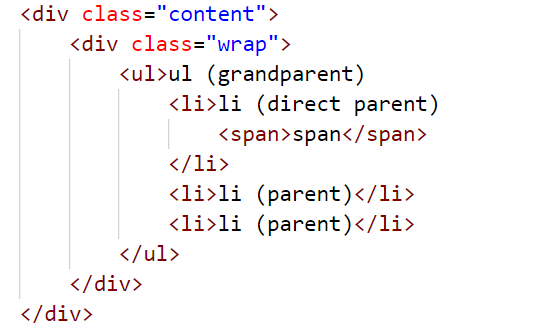 <div class="content">
<div class="wrap">
<ul>ul (grandparent)
<li>li (direct parent)
<span>span</span>
</li>
<li>li (parent)</li>
<li>li (parent)</li>
</ul>
</div>
</div>